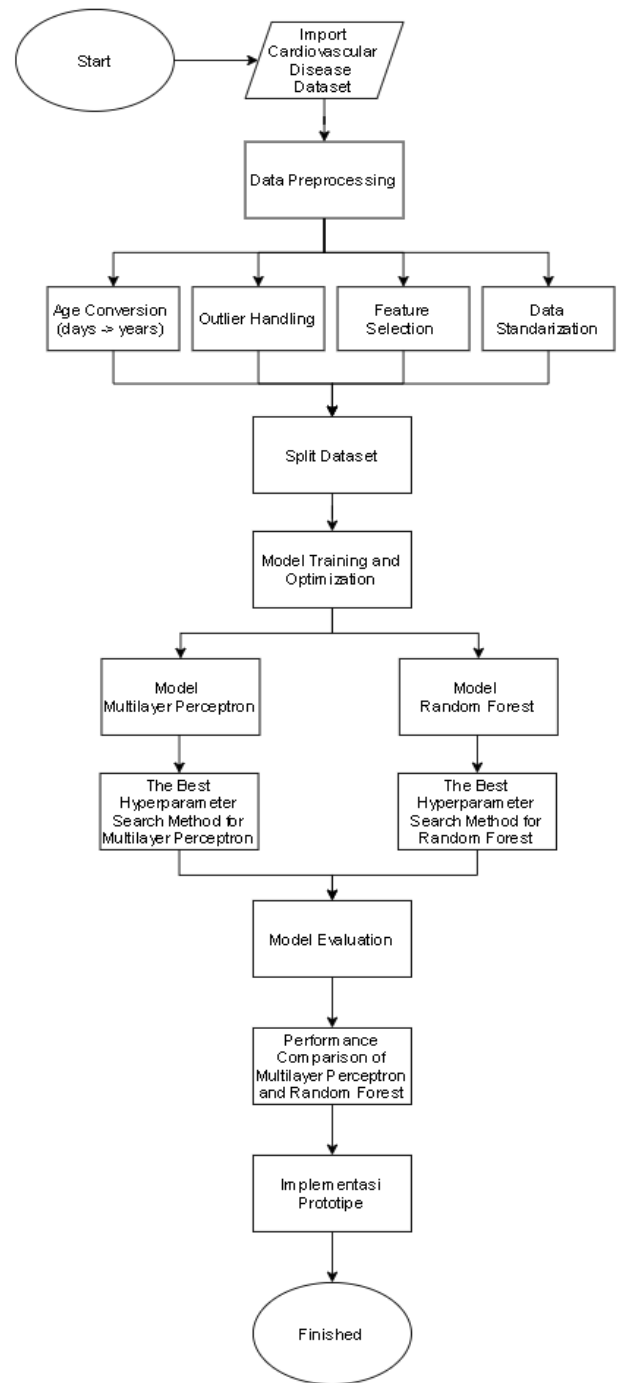 Start
Import
Cardiovascular
Disease
Dataset
Data Preprocessing
Age Conversion
(days -> years)
Outlier Handling
Feature
Selection
Data
Standarization
Split Dataset
Model Training and
Optimization
Model
Multilayer Perceptron
Model
Random Forest
The Best
Hyperparameter
Search Method for
Multilayer Perceptron
The Best
Hyperparameter
Search Method for
Random Forest
Model Evaluation
Performance
Comparison of
Multilayer Perceptron
and Random Forest
Implementasi
Prototipe
Finished